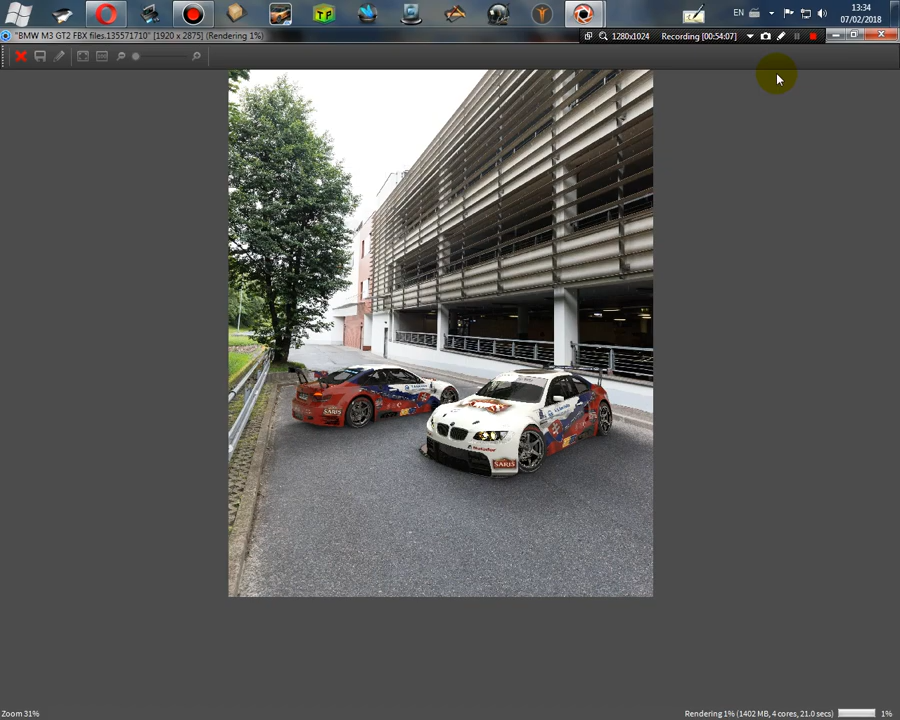 13:34
EN
07/02/2018
TP
"BMW M3 GT2 FBX files.135571710" [1920 x 2875] (Rendering 1%)
1280x1024 Recording [00:54:07]
SARIS
SARIS
Zoom 31%
Rendering 1% (1402 MB, 4 cores, 21.0 secs) 1%